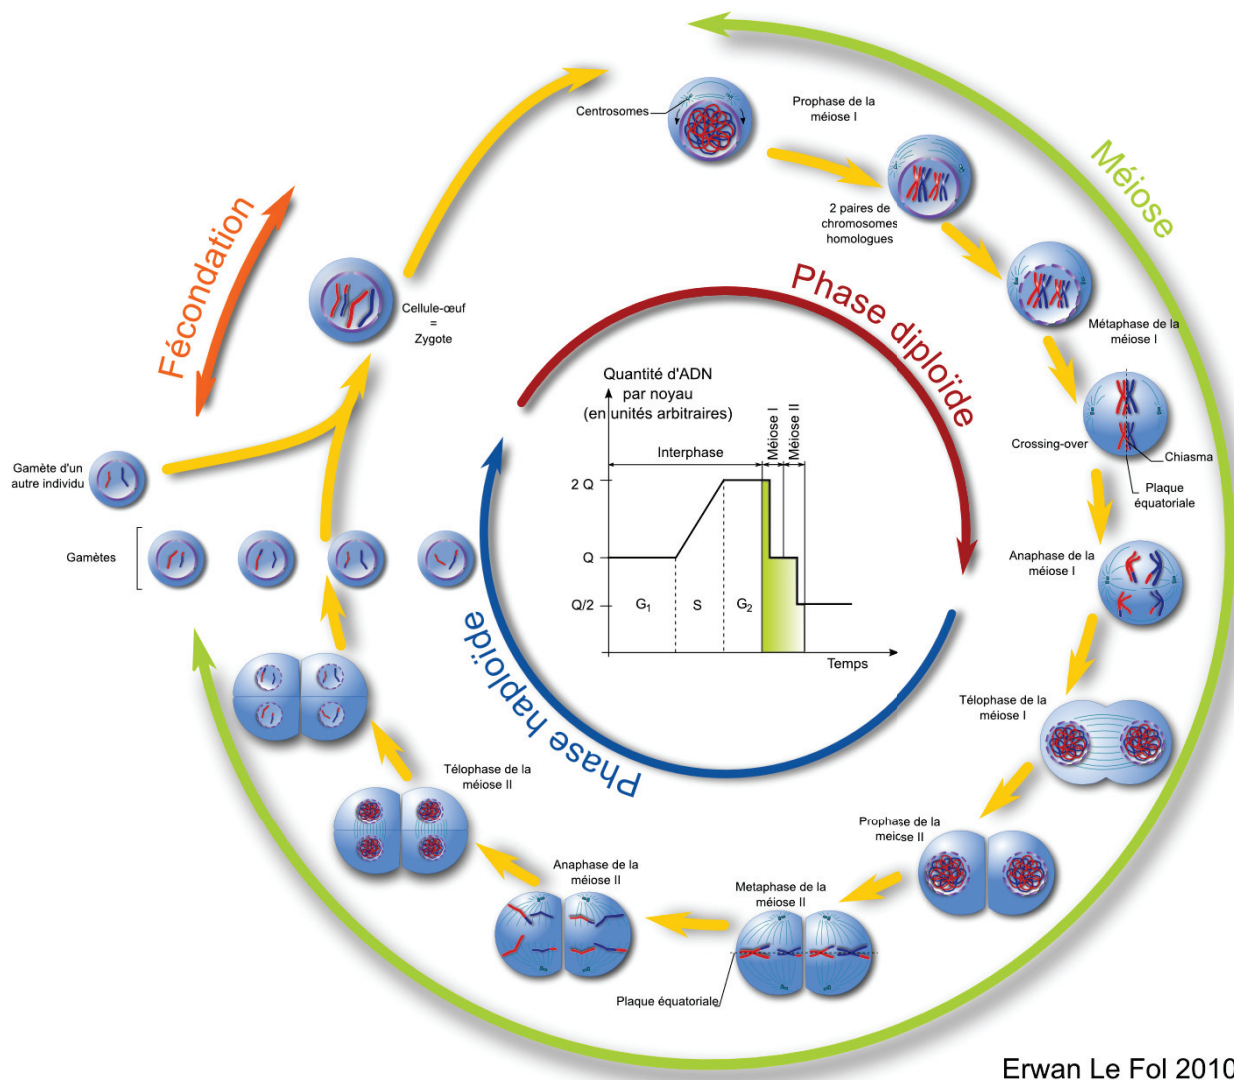 Centrosomes
Prophase de la
méiose I
Méiose
2 paires de
chromosomes
homologues
Fécondation
Cellule-œuf
=
Zygote
Phase diploïde
Métaphase de la
méiose I
Crossing-over
Chiasma
Plaque
équatoriale
Quantité d'ADN
par noyau
(en unités arbitraires)
Interphase
Méiose I
Méiose II
2 Q
Q
Q/2
G1
S
G2
Temps
Gamète d'un
autre individu
Gamètes
Anaphase de la
méiose I
Phase haploïde
Télophase de la
méiose I
Prophase de la
meiose II
Metaphase de la
méiose II
Plaque équatoriale
Anaphase de la
méiose II
Télophase de la
méiose II
Erwan Le Fol 2010